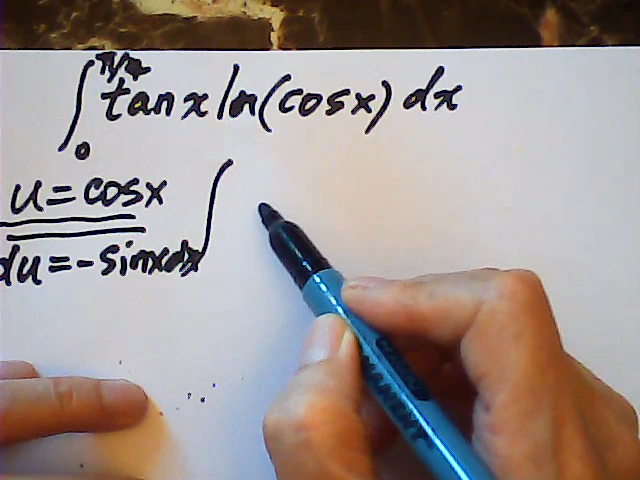 ∫₀^π/4 tan x ln(cos x) dx
u = cos x ∫
du = -sin x dx